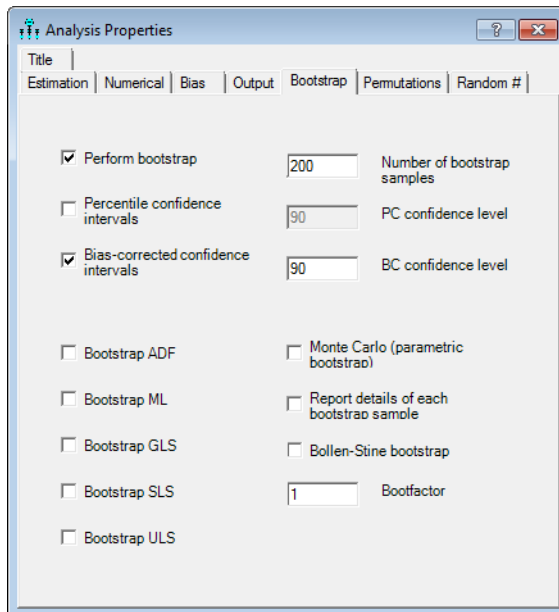 Analysis Properties
?
Title
Estimation Numerical Bias Output Bootstrap Permutations Random #
Perform bootstrap
200
Number of bootstrap
samples
Percentile confidence
intervals
90
PC confidence level
Bias-corrected confidence
intervals
90
BC confidence level
Bootstrap ADF
Monte Carlo (parametric
bootstrap)
Bootstrap ML
Report details of each
bootstrap sample
Bootstrap GLS
Bollen-Stine bootstrap
Bootstrap SLS
1
Bootfactor
Bootstrap ULS